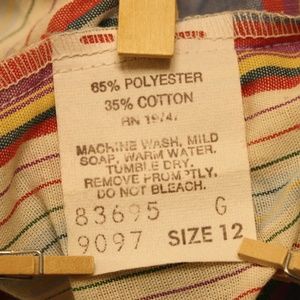 65% POLYESTER
35% COTTON
RN 19747
MACHINE WASH, MILD
SOAP, WARM WATER.
TUMBLE DRY.
REMOVE PROMPTLY.
DO NOT BLEACH.
83695 G
9097 SIZE 12